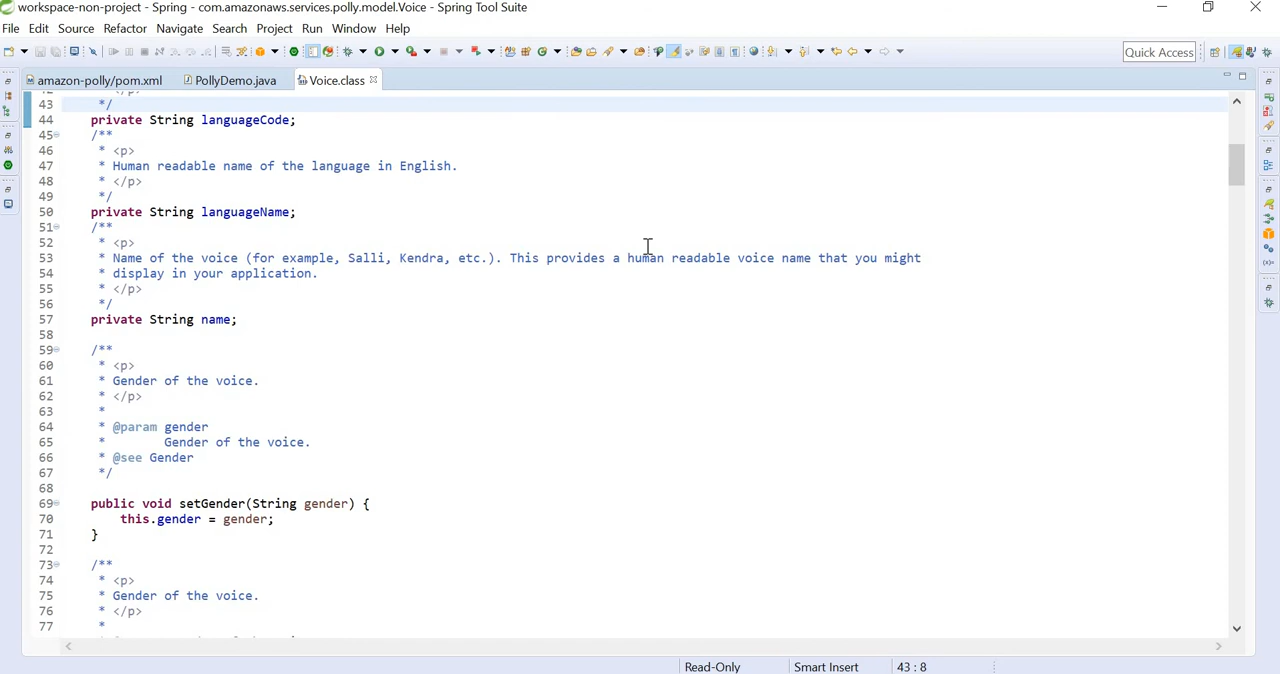 workspace-non-project - Spring - com.amazonaws.services.polly.model.Voice - Spring Tool Suite
File Edit Source Refactor Navigate Search Project Run Window Help
Quick Access
amazon-polly/pom.xml PollyDemo.java Voice.class
43 */
44 private String languageCode;
45 /**
46 * <p>
47 * Human readable name of the language in English.
48 * </p>
49 */
50 private String languageName;
51 /**
52 * <p>
53 * Name of the voice (for example, Salli, Kendra, etc.). This provides a human readable voice name that you might
54 * display in your application.
55 * </p>
56 */
57 private String name;
58
59 /**
60 * <p>
61 * Gender of the voice.
62 * </p>
63 *
64 * @param gender
65 * Gender of the voice.
66 * @see Gender
67 */
68
69 public void setGender(String gender) {
70 this.gender = gender;
71 }
72
73 /**
74 * <p>
75 * Gender of the voice.
76 * </p>
77 *
Read-Only Smart Insert 43 : 8